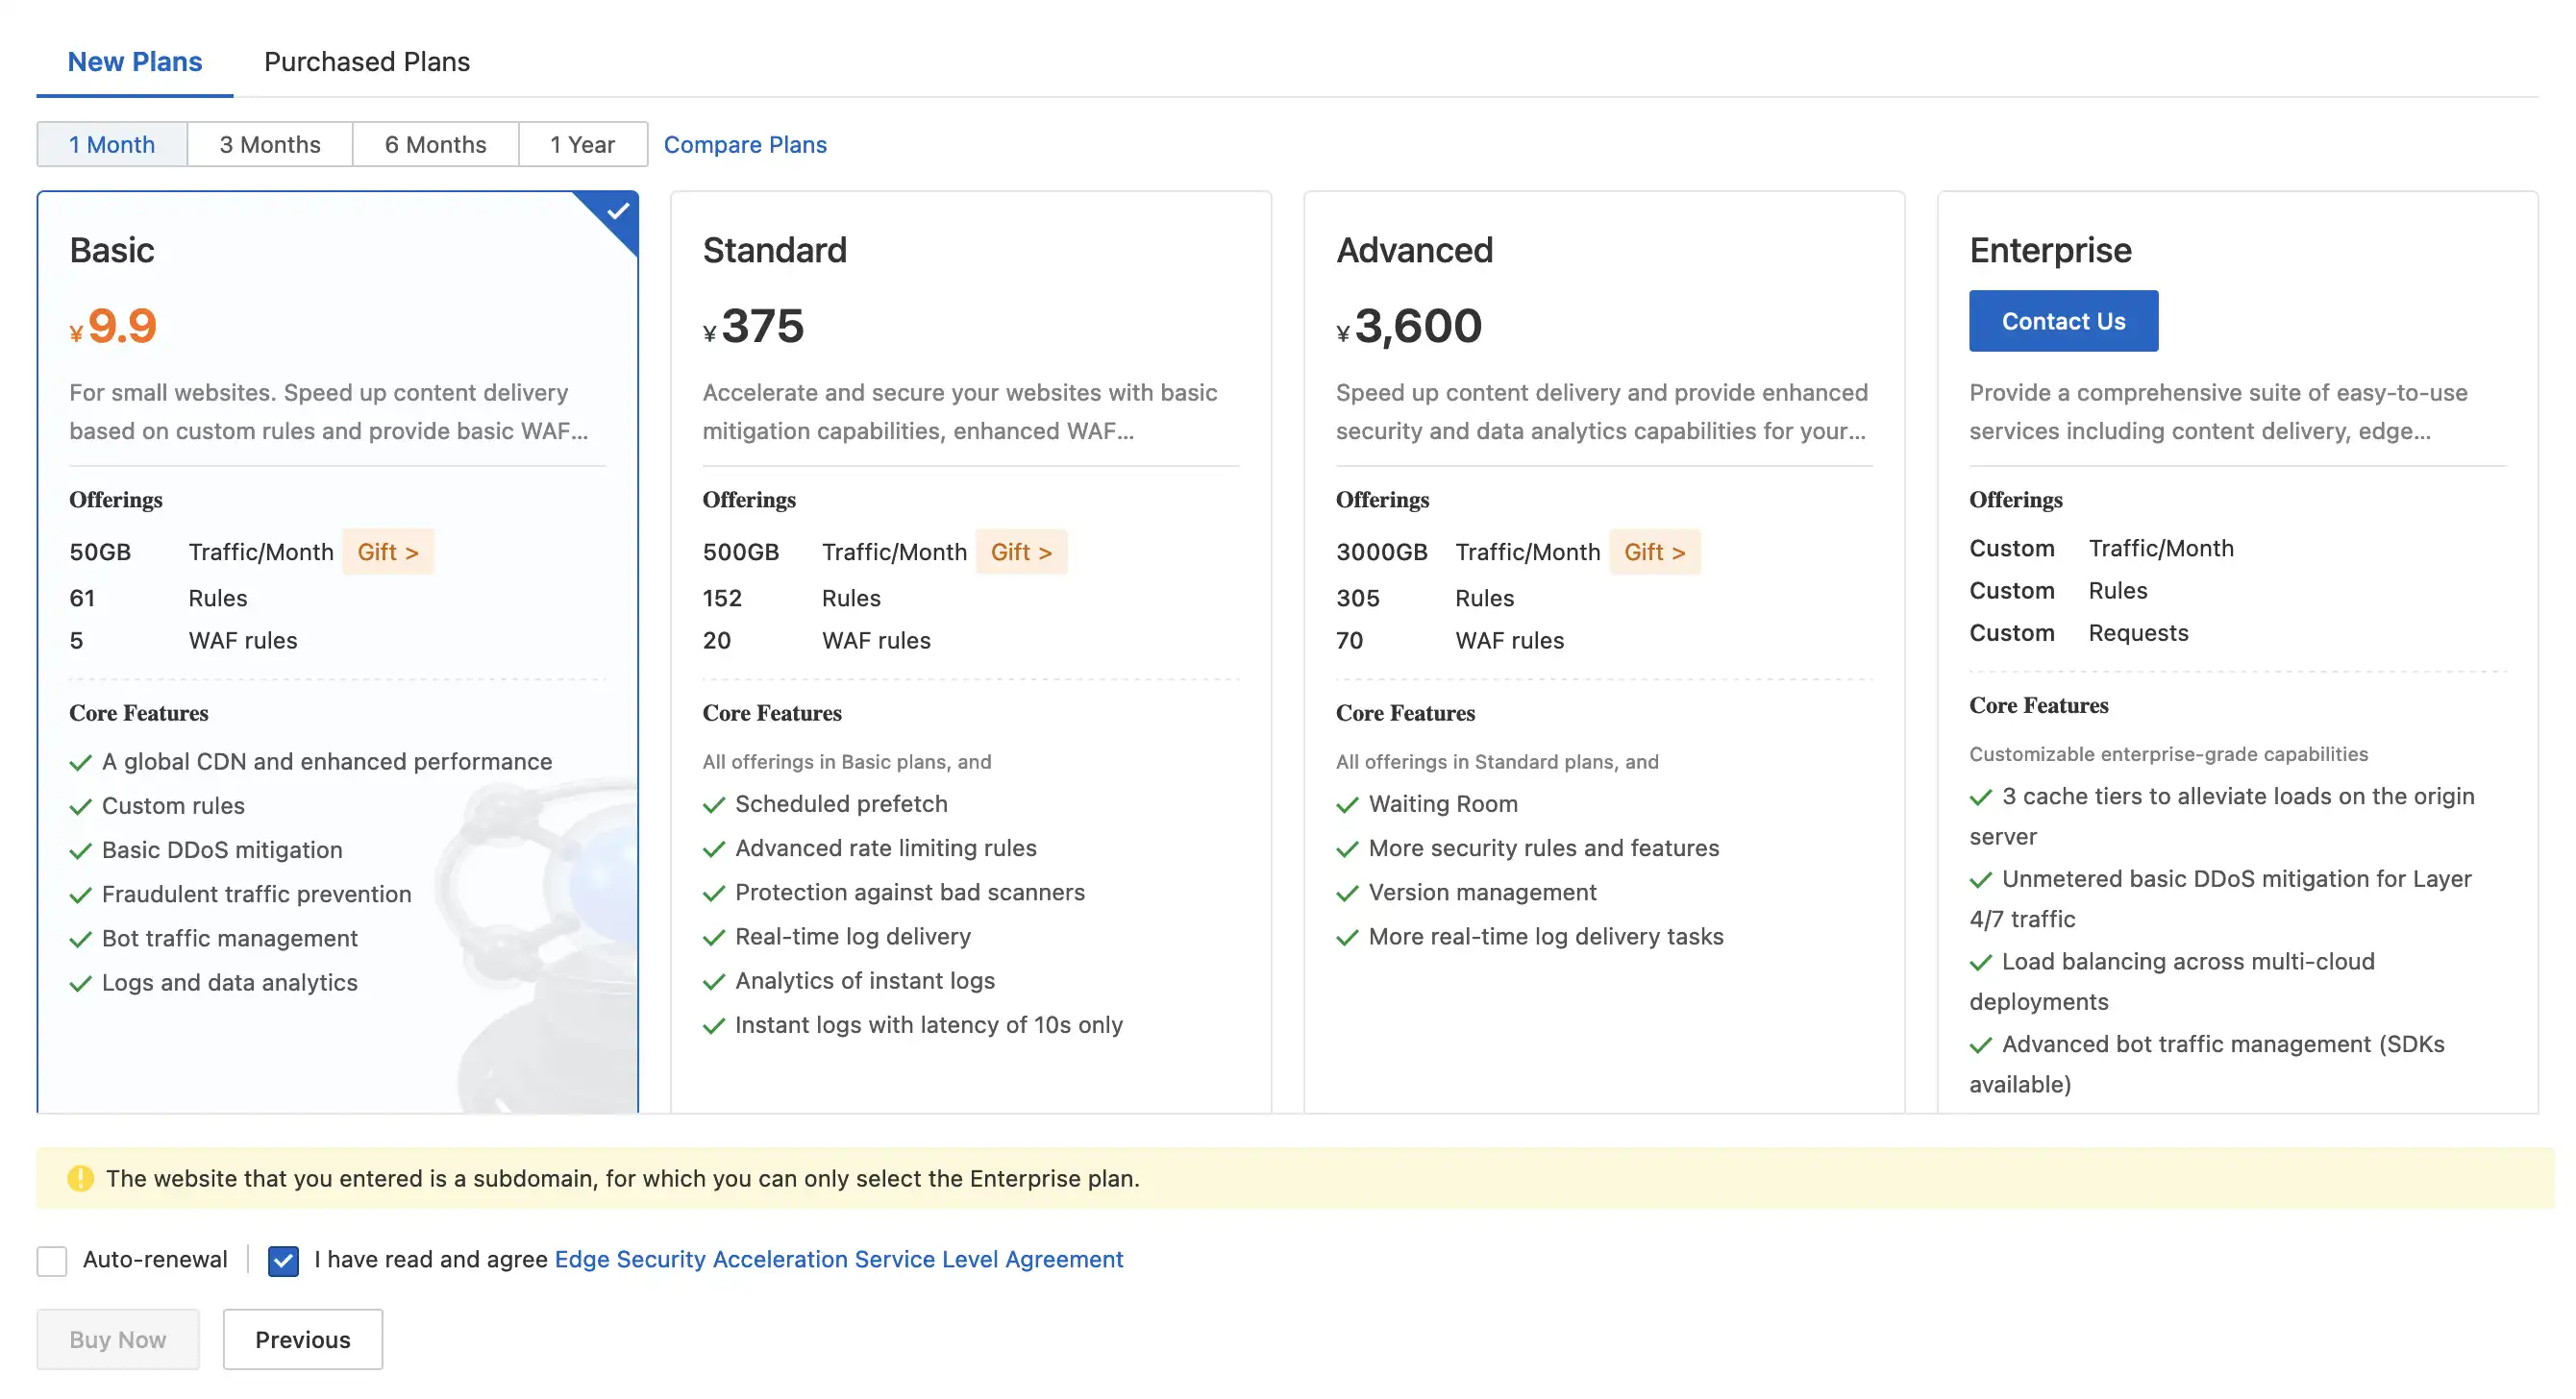 New Plans
Purchased Plans
1 Month
3 Months
6 Months
1 Year
Compare Plans
Basic
¥9.9
For small websites. Speed up content delivery
based on custom rules and provide basic WAF...
Offerings
50GB Traffic/Month Gift >
61 Rules
5 WAF rules
Core Features
A global CDN and enhanced performance
Custom rules
Basic DDoS mitigation
Fraudulent traffic prevention
Bot traffic management
Logs and data analytics
Standard
¥375
Accelerate and secure your websites with basic
mitigation capabilities, enhanced WAF...
Offerings
500GB Traffic/Month Gift >
152 Rules
20 WAF rules
Core Features
All offerings in Basic plans, and
Scheduled prefetch
Advanced rate limiting rules
Protection against bad scanners
Real-time log delivery
Analytics of instant logs
Instant logs with latency of 10s only
Advanced
¥3,600
Speed up content delivery and provide enhanced
security and data analytics capabilities for your...
Offerings
3000GB Traffic/Month Gift >
305 Rules
70 WAF rules
Core Features
All offerings in Standard plans, and
Waiting Room
More security rules and features
Version management
More real-time log delivery tasks
Enterprise
Contact Us
Provide a comprehensive suite of easy-to-use
services including content delivery, edge...
Offerings
Custom Traffic/Month
Custom Rules
Custom Requests
Core Features
Customizable enterprise-grade capabilities
3 cache tiers to alleviate loads on the origin
server
Unmetered basic DDoS mitigation for Layer
4/7 traffic
Load balancing across multi-cloud
deployments
Advanced bot traffic management (SDKs
available)
The website that you entered is a subdomain, for which you can only select the Enterprise plan.
Auto-renewal
I have read and agree Edge Security Acceleration Service Level Agreement
Buy Now
Previous